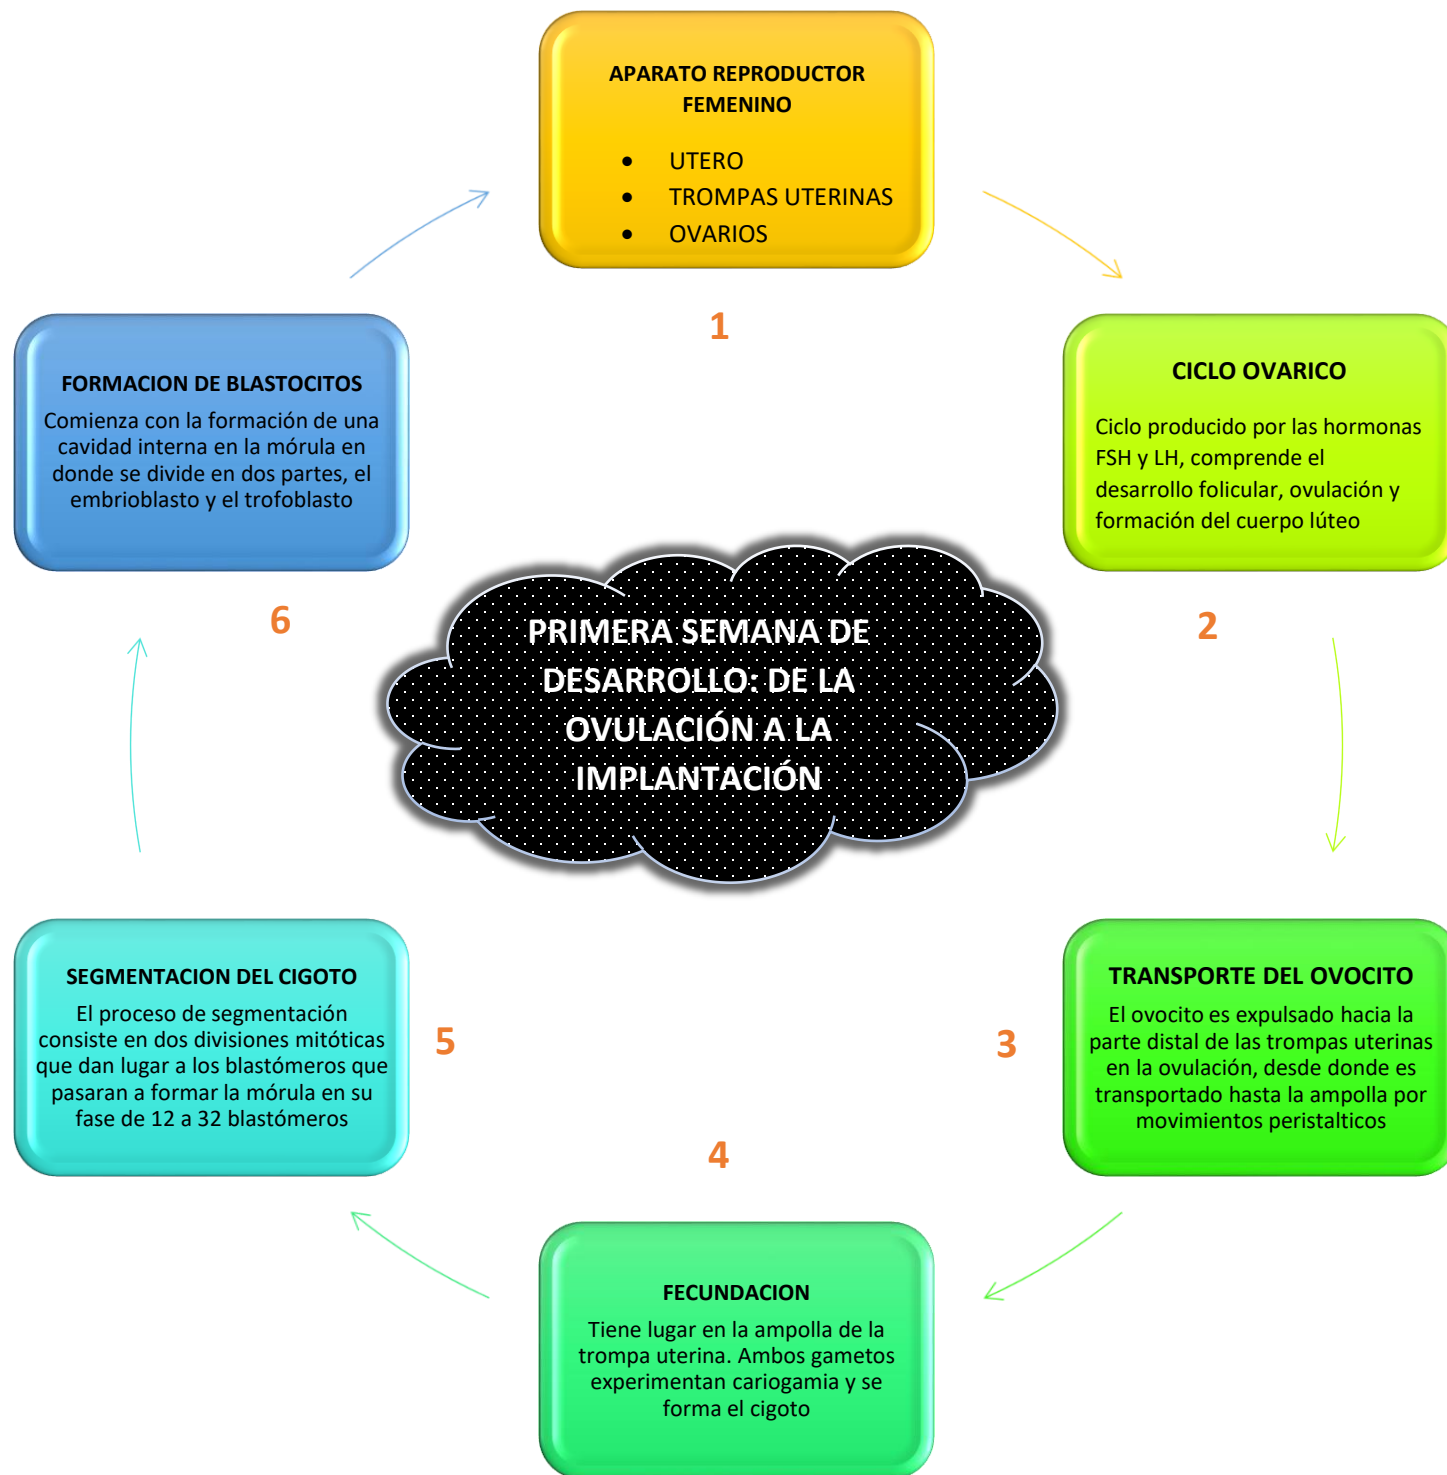 APARATO REPRODUCTOR
FEMENINO
• UTERO
• TROMPAS UTERINAS
• OVARIOS
1
CICLO OVARICO
Ciclo producido por las hormonas
FSH y LH, comprende el
desarrollo folicular, ovulación y
formación del cuerpo lúteo
2
TRANSPORTE DEL OVOCITO
El ovocito es expulsado hacia la
parte distal de las trompas uterinas
en la ovulación, desde donde es
transportado hasta la ampolla por
movimientos peristalticos
3
FECUNDACION
Tiene lugar en la ampolla de la
trompa uterina. Ambos gametos
experimentan cariogamia y se
forma el cigoto
4
SEGMENTACION DEL CIGOTO
El proceso de segmentación
consiste en dos divisiones mitóticas
que dan lugar a los blastómeros que
pasaran a formar la mórula en su
fase de 12 a 32 blastómeros
5
FORMACION DE BLASTOCITOS
Comienza con la formación de una
cavidad interna en la mórula en
donde se divide en dos partes, el
embrioblasto y el trofoblasto
6
PRIMERA SEMANA DE
DESARROLLO: DE LA
OVULACIÓN A LA
IMPLANTACIÓN